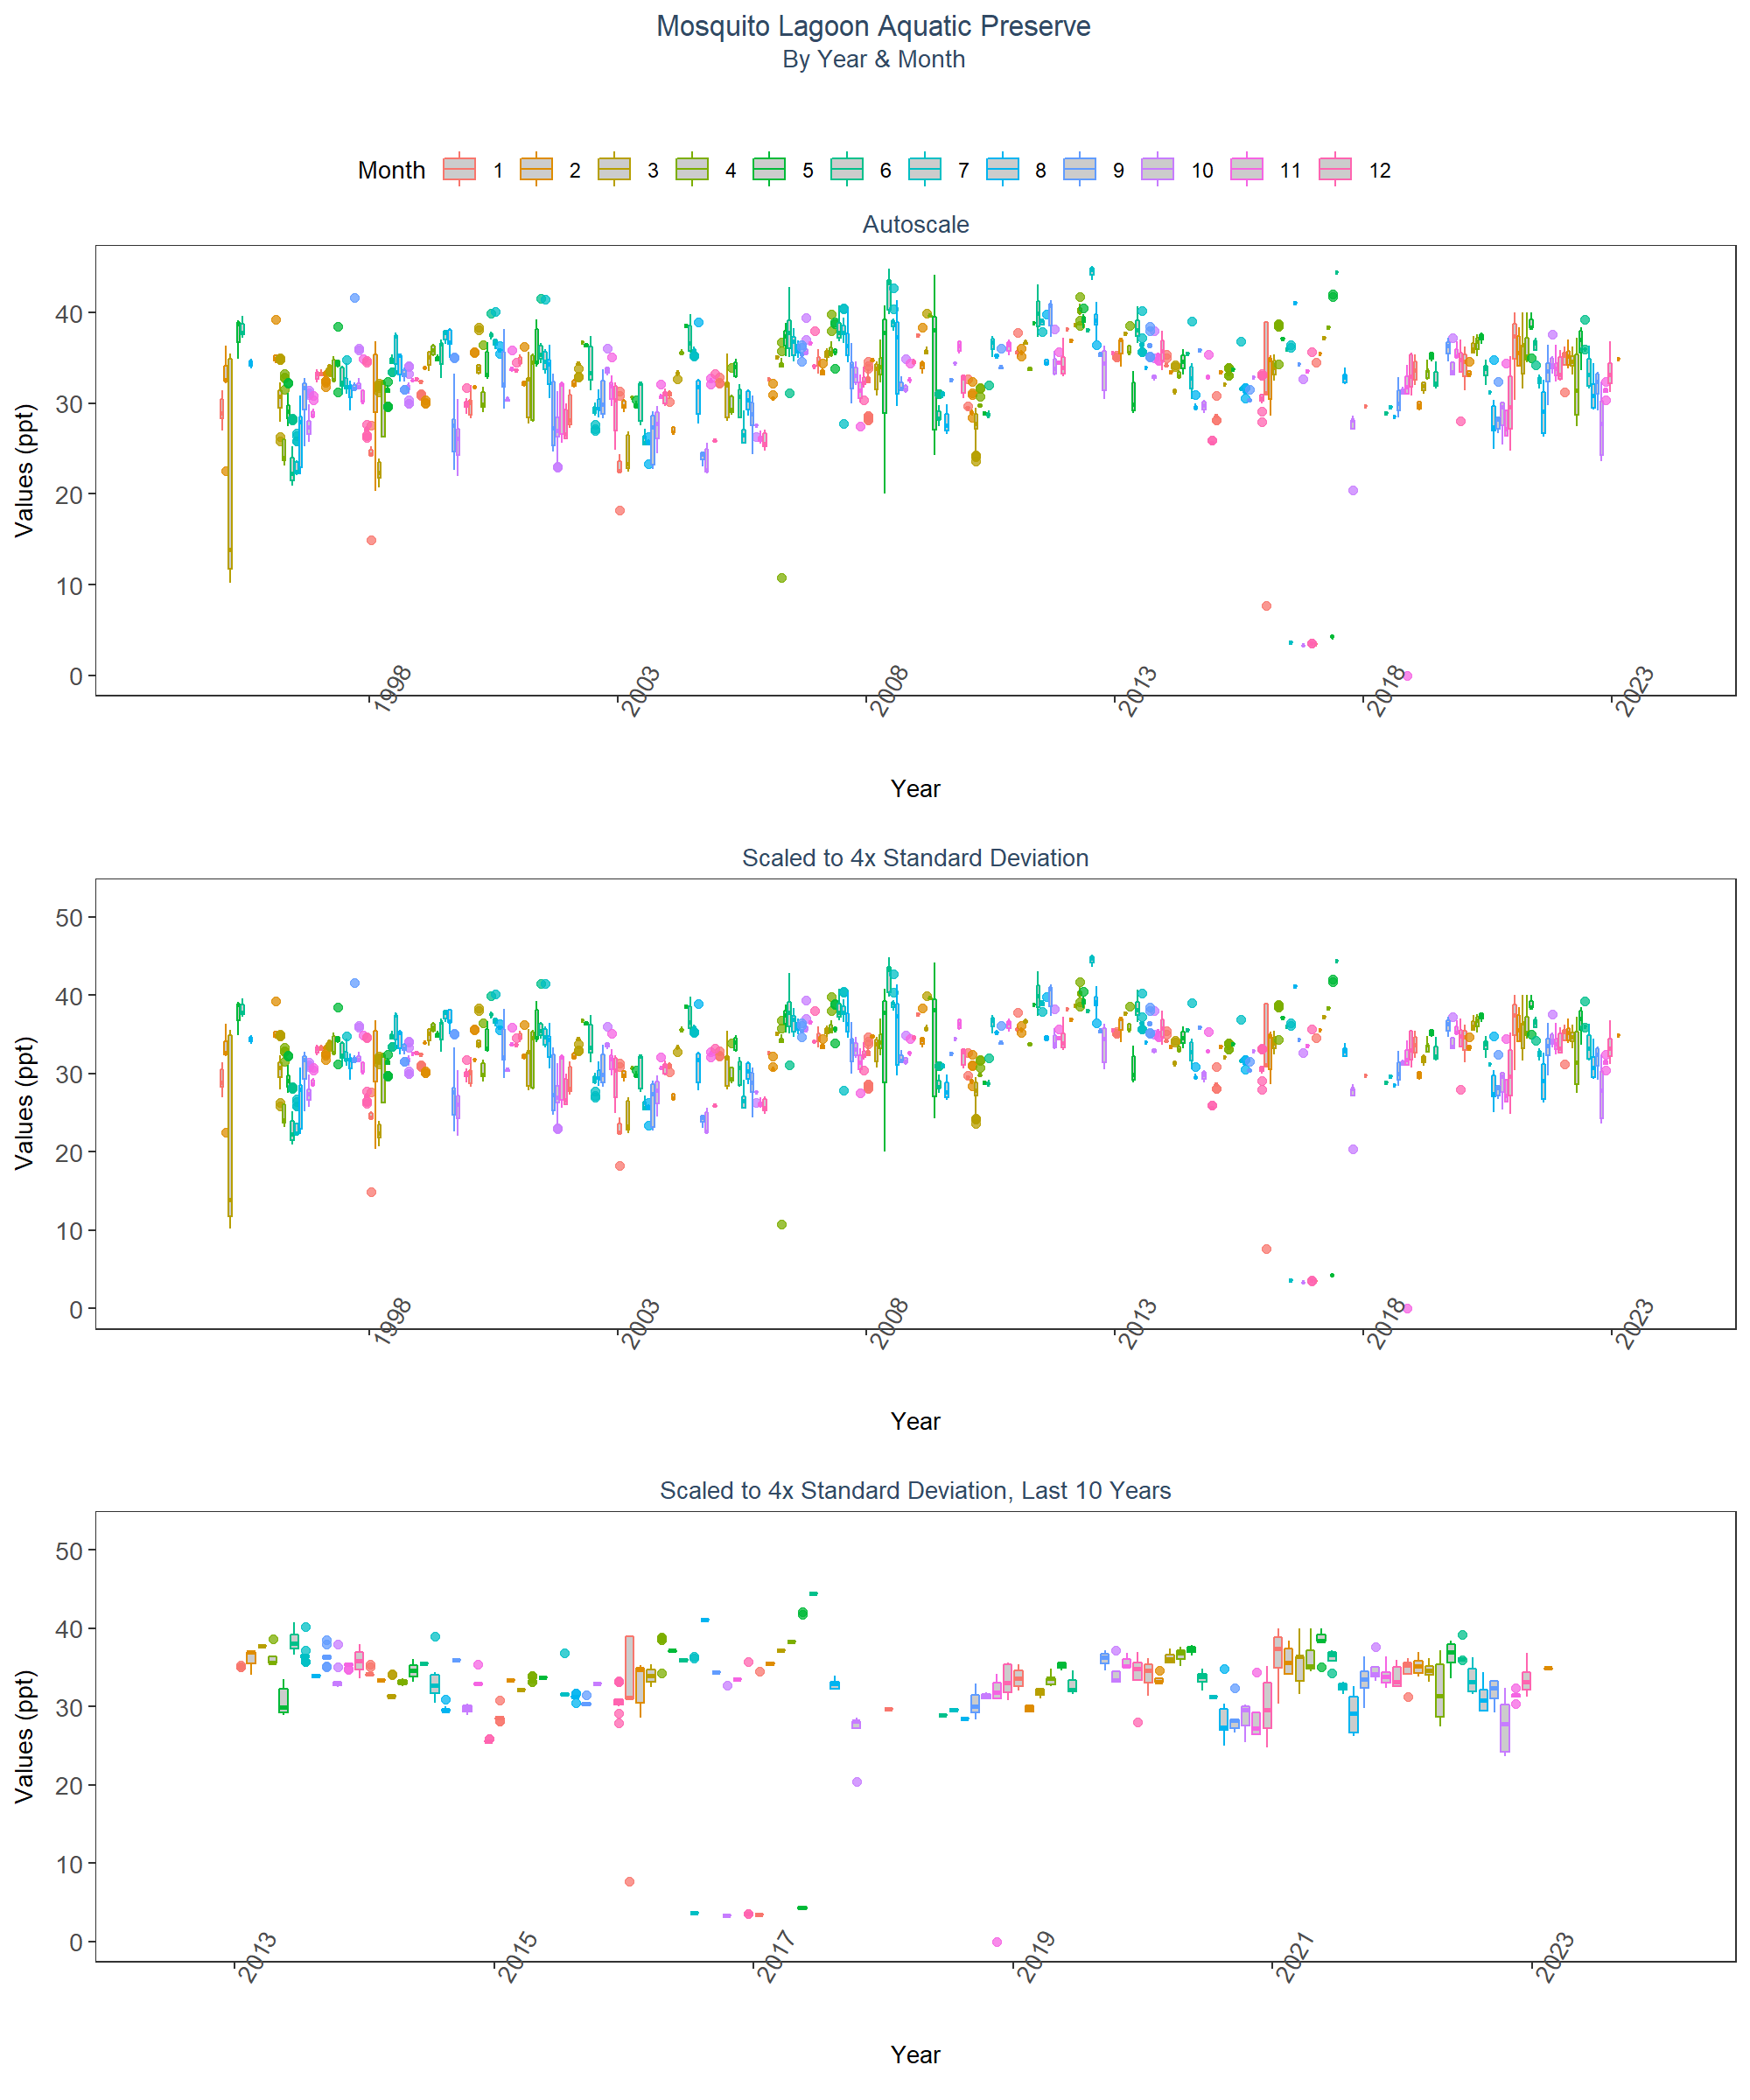 Mosquito Lagoon Aquatic Preserve
By Year & Month
Month 1 2 3 4 5 6 7 8 9 10 11 12
Autoscale
Values (ppt)
40
30
20
10
0
1998 2003 2008 2013 2018 2023
Year
Scaled to 4x Standard Deviation
Values (ppt)
50
40
30
20
10
0
1998 2003 2008 2013 2018 2023
Year
Scaled to 4x Standard Deviation, Last 10 Years
Values (ppt)
50
40
30
20
10
0
2013 2015 2017 2019 2021 2023
Year